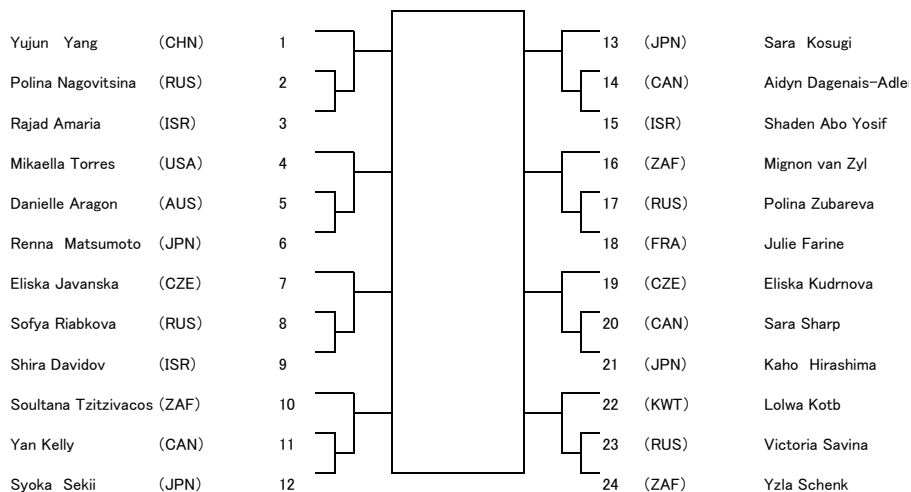 Yujun Yang (CHN) 1 13 (JPN) Sara Kosugi
Polina Nagovitsina (RUS) 2 14 (CAN) Aidyn Dagenais-Adle
Rajad Amaria (ISR) 3 15 (ISR) Shaden Abo Yosif
Mikaella Torres (USA) 4 16 (ZAF) Mignon van Zyl
Danielle Aragon (AUS) 5 17 (RUS) Polina Zubareva
Renna Matsumoto (JPN) 6 18 (FRA) Julie Farine
Eliska Javanska (CZE) 7 19 (CZE) Eliska Kudrnova
Sofya Riabkova (RUS) 8 20 (CAN) Sara Sharp
Shira Davidov (ISR) 9 21 (JPN) Kaho Hirashima
Soultana Tzitzivacos (ZAF) 10 22 (KWT) Lolwa Kotb
Yan Kelly (CAN) 11 23 (RUS) Victoria Savina
Syoka Sekii (JPN) 12 24 (ZAF) Yzla Schenk